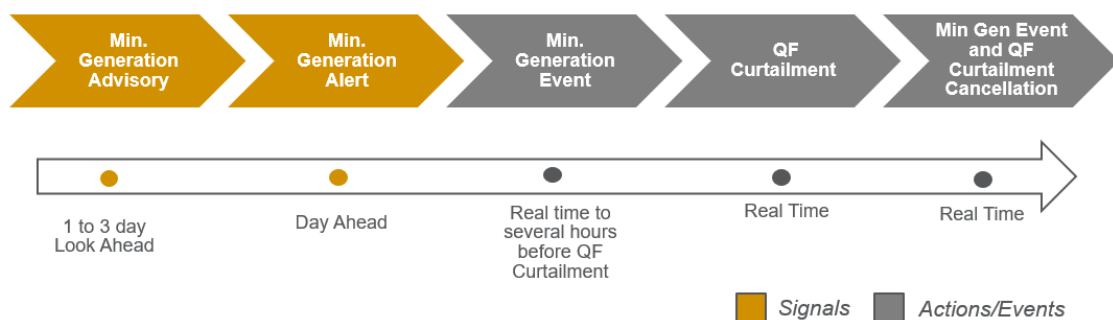 Min.
Generation
Advisory
Min.
Generation
Alert
Min.
Generation
Event
QF
Curtailment
Min Gen Event
and QF
Curtailment
Cancellation
1 to 3 day
Look Ahead
Day Ahead
Real time to
several hours
before QF
Curtailment
Real Time
Real Time
Signals
Actions/Events